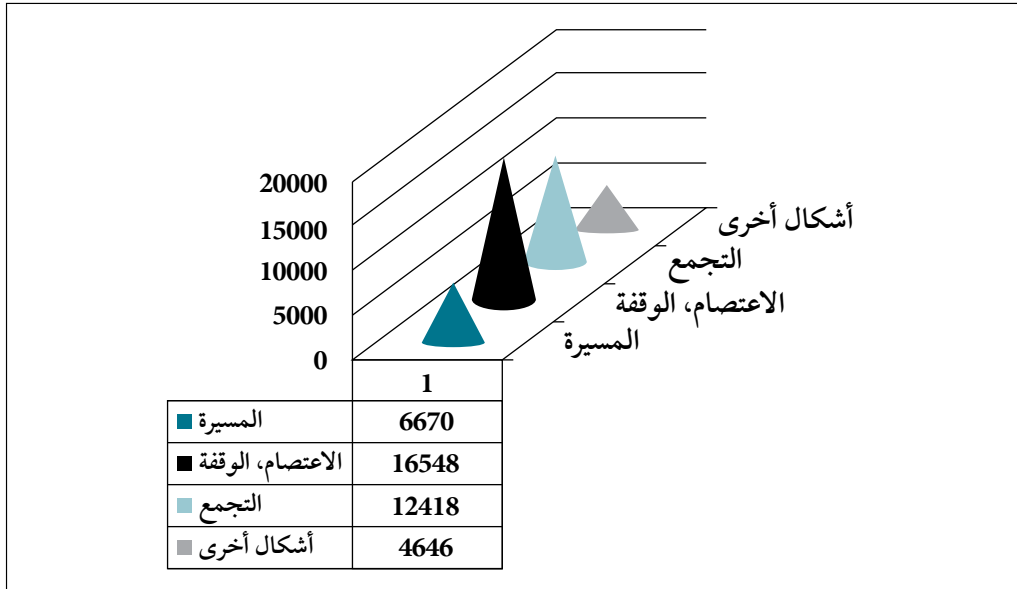 20000
15000
10000
5000
0
أشكال أخرى
التجمع
الاعتصام، الوقفة
المسيرة
1
المسيرة 6670
الاعتصام، الوقفة 16548
التجمع 12418
أشكال أخرى 4646